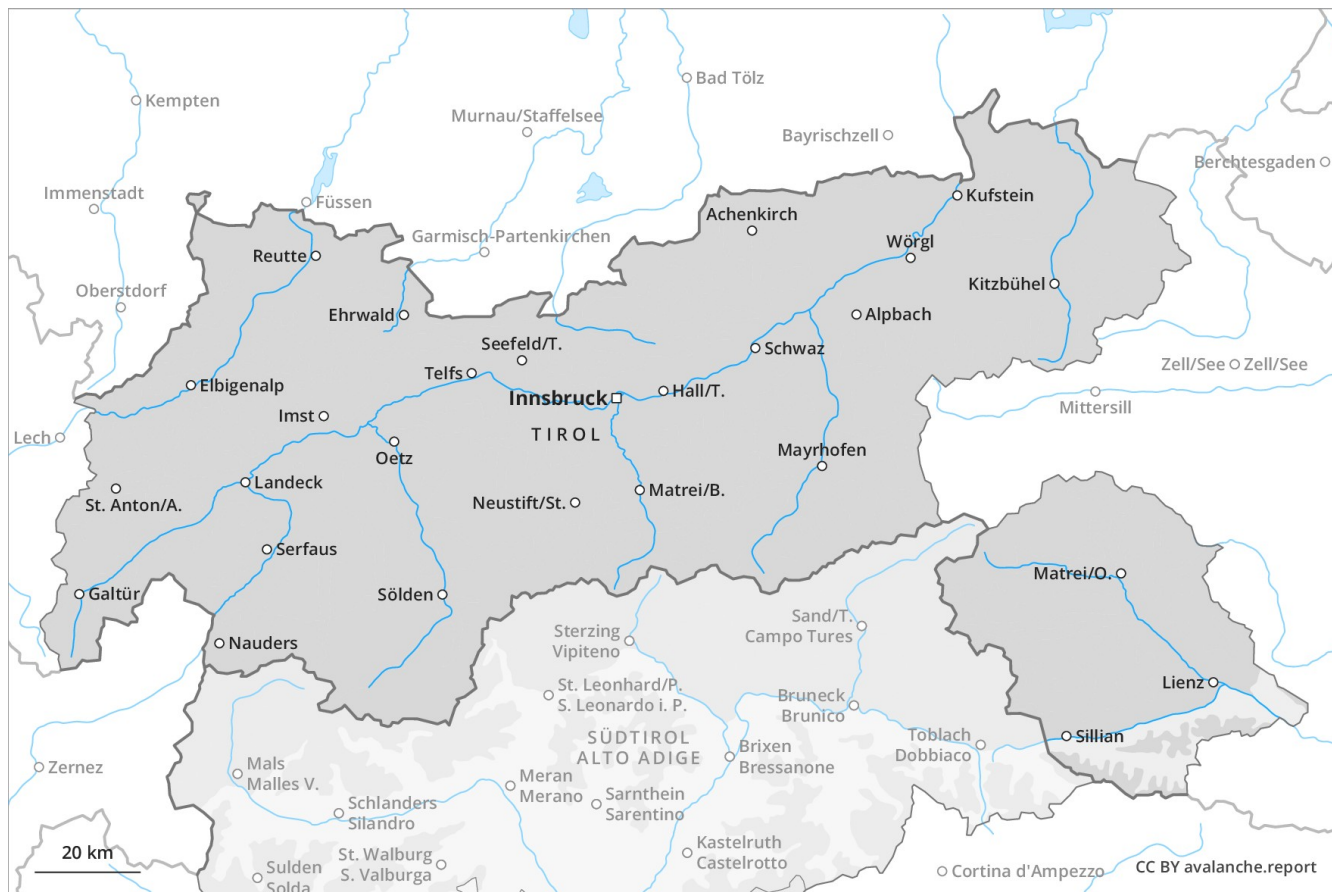 Bad Tölz
Kempten
Murnau/Staffelsee
Bayrischzell
Berchtesgaden
Immenstadt
Füssen
Kufstein
Achenkirch
Garmisch-Partenkirchen
Wörgl
Reutte
Kitzbühel
Oberstdorf
Ehrwald
Alpbach
Seefeld/T.
Schwaz
Telfs
Zell/See
Zell/See
Elbigenalp
Innsbruck
Hall/T.
Mittersill
Imst
TIROL
Lech
Oetz
Mayrhofen
Landeck
Matrei/B.
St. Anton/A.
Neustift/St.
Serfaus
Matrei/O.
Galtür
Sölden
Sand/T.
Campo Tures
Sterzing
Vipiteno
Nauders
Lienz
St. Leonhard/P.
S. Leonardo i. P.
Bruneck
Brunico
SÜDTIROL
ALTO ADIGE
Toblach
Dobbiaco
Sillian
Brixen
Bressanone
Zernez
Mals
Malles V.
Meran
Merano
Sarnthein
Sarentino
Schlanders
Silandro
Kastelruth
Castelrotto
20 km
St. Walburg
S. Valburga
Sulden
Solda
Cortina d'Ampezzo
CC BY avalanche.report